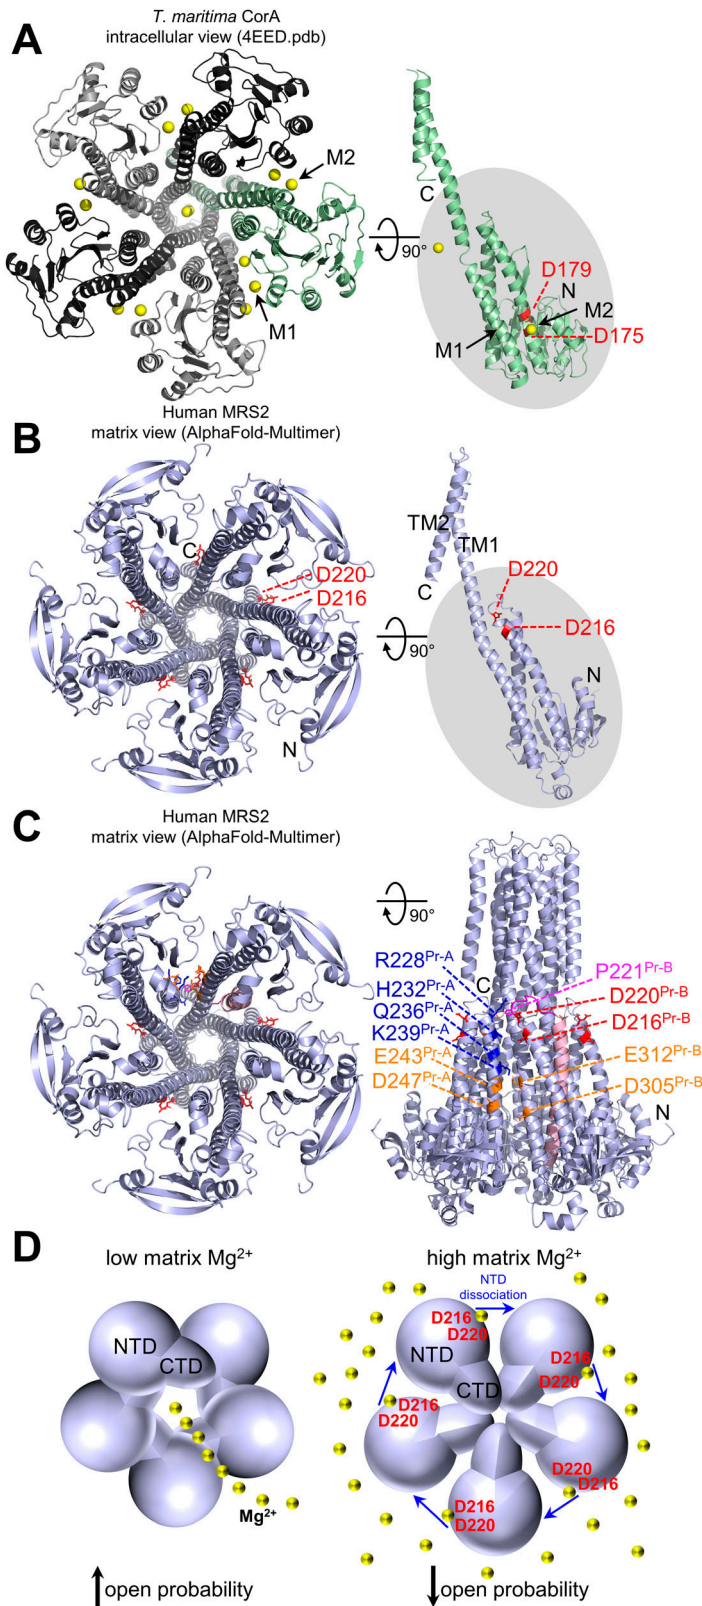 A
T. maritima CorA
intracellular view (4EED.pdb)
M2
M1
90°
C
D179
N
M2
M1
D175
B
Human MRS2
matrix view (AlphaFold-Multimer)
C
D220
D216
N
90°
TM2
TM1
C
D220
D216
N
C
Human MRS2
matrix view (AlphaFold-Multimer)
90°
R228Pr-A
C
P221Pr-B
H232Pr-A
D220Pr-B
Q236Pr-A
D216Pr-B
K239Pr-A
E243Pr-A
E312Pr-B
D247Pr-A
D305Pr-B
N
D
low matrix Mg²⁺
high matrix Mg²⁺
NTD
dissociation
NTD
CTD
Mg²⁺
D216
D220
NTD
CTD
D216
D220
D216
D220
D220
D216
D216
D220
open probability
open probability